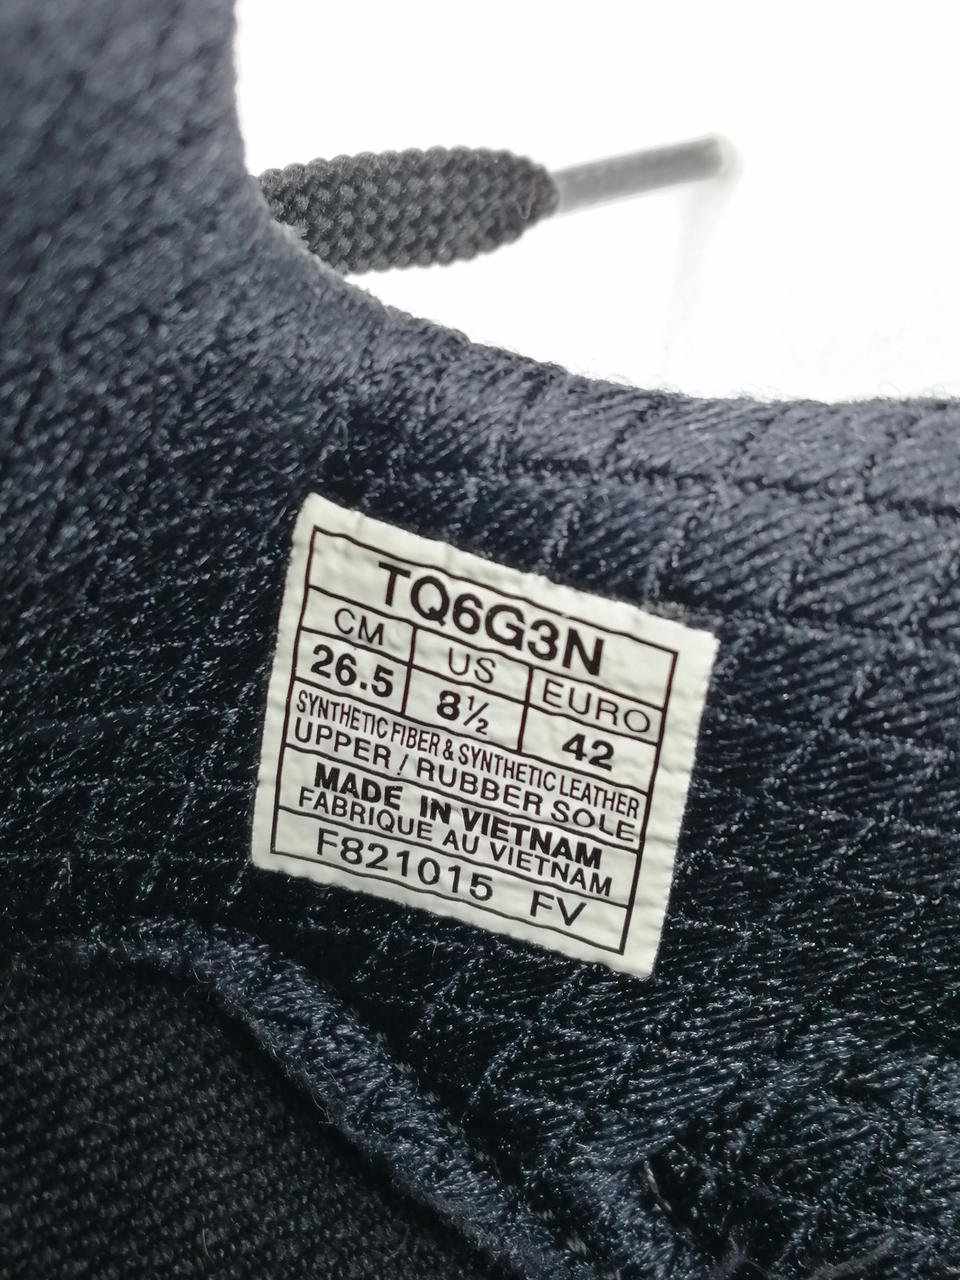 TQ6G3N
CM US EURO
26.5 8½ 42
SYNTHETIC FIBER & SYNTHETIC LEATHER
UPPER / RUBBER SOLE
MADE IN VIETNAM
FABRIQUE AU VIETNAM
F821015 FV